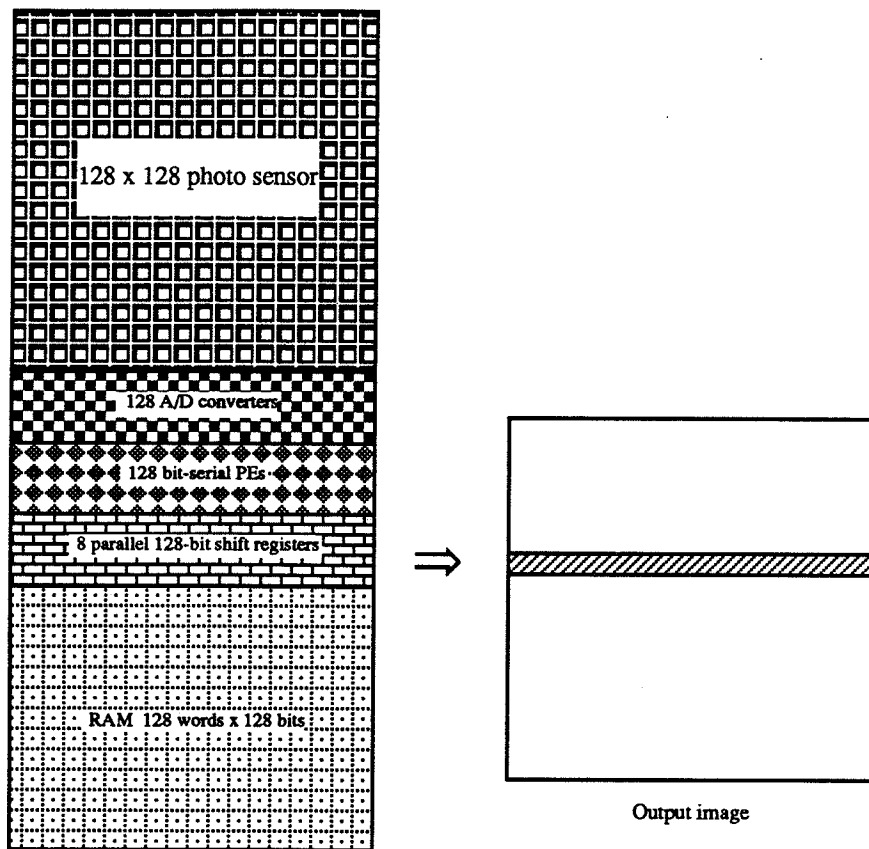 128 x 128 photo sensor
128 A/D converters
128 bit-serial PEs
8 parallel 128-bit shift registers
RAM 128 words x 128 bits
Output image